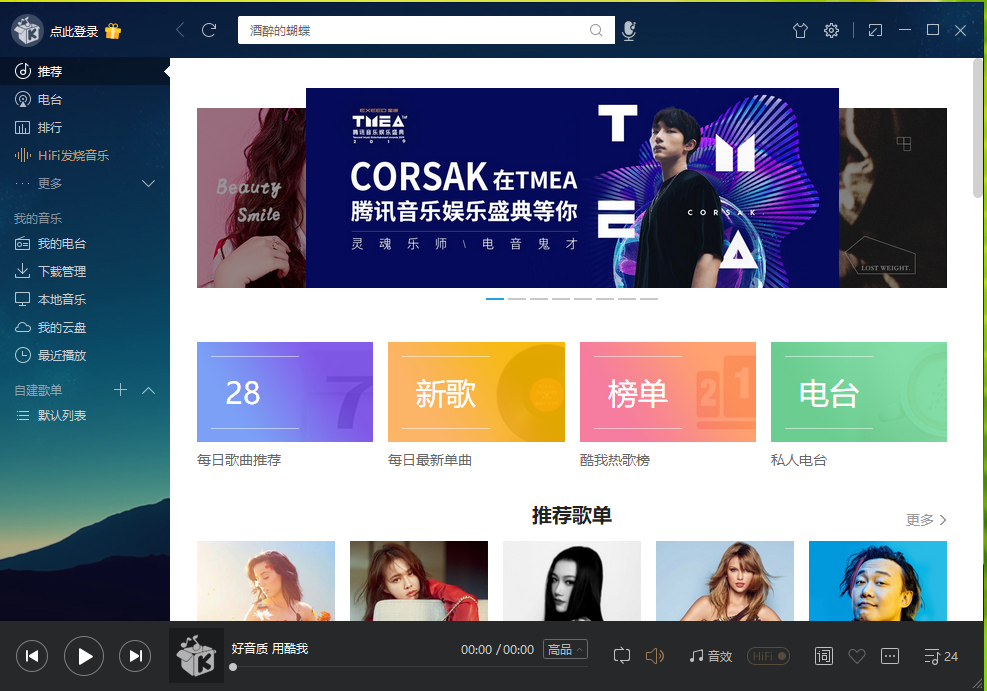 点此登录
酒醉的蝴蝶
推荐
电台
排行
HiFi发烧音乐
更多
我的音乐
我的电台
下载管理
本地音乐
我的云盘
最近播放
自建歌单
默认列表
Beauty
Smile
EXEED 星途
TMEA
腾讯音乐娱乐盛典
2019
CORSAK 在TMEA
腾讯音乐娱乐盛典等你
灵魂乐师 \ 电音鬼才
T
M
E
A
CORSAK
LOST WEIGHT.
28
7
新歌
榜单
2 1
电台
每日歌曲推荐
每日最新单曲
酷我热歌榜
私人电台
推荐歌单
更多
K
好音质 用酷我
00:00 / 00:00
高品
音效
HiFi
词
24